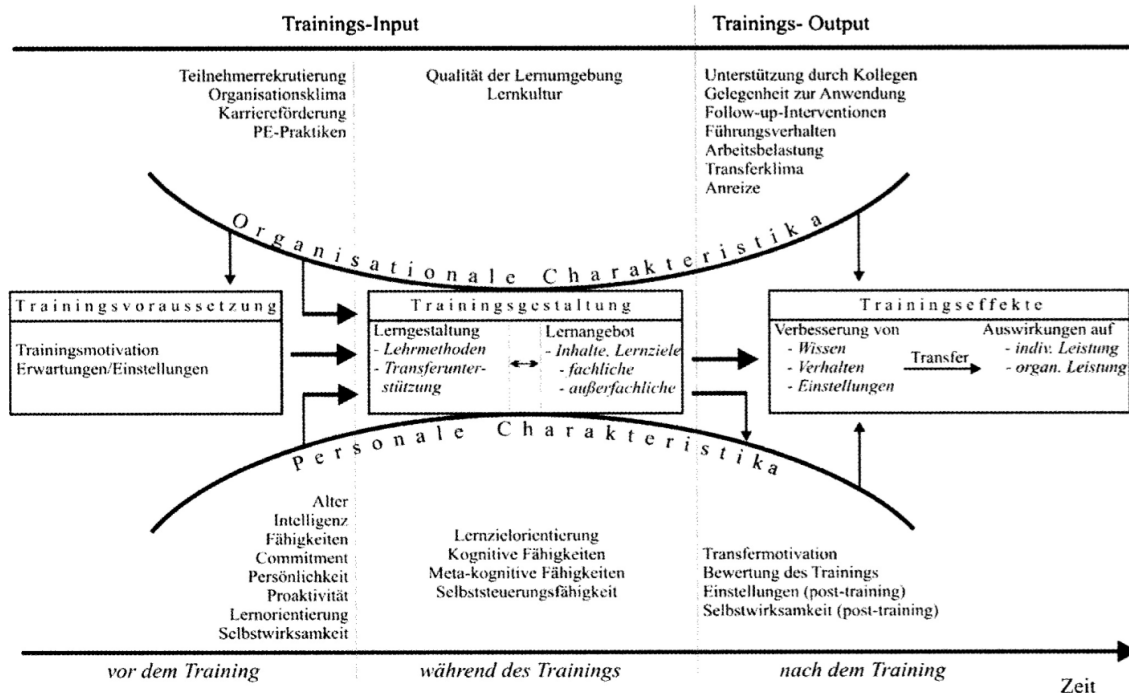 Trainings-Input
Trainings- Output
Teilnehmerrekrutierung
Organisationsklima
Karriereförderung
PE-Praktiken
Qualität der Lernumgebung
Lernkultur
Unterstützung durch Kollegen
Gelegenheit zur Anwendung
Follow-up-Interventionen
Führungsverhalten
Arbeitsbelastung
Transferklima
Anreize
Organisationale Charakteristika
Trainingsvoraussetzung
Trainingsmotivation
Erwartungen/Einstellungen
Trainingsgestaltung
Lerngestaltung
- Lehrmethoden
- Transferunter-
stützung
Lernangebot
- Inhalte. Lernziele
- fachliche
- außerfachliche
Trainingseffekte
Verbesserung von
- Wissen
- Verhalten
- Einstellungen
Transfer
Auswirkungen auf
- indiv. Leistung
- organ. Leistung
Personale Charakteristika
Alter
Intelligenz
Fähigkeiten
Commitment
Persönlichkeit
Proaktivität
Lernorientierung
Selbstwirksamkeit
Lernzielorientierung
Kognitive Fähigkeiten
Meta-kognitive Fähigkeiten
Selbststeuerungsfähigkeit
Transfermotivation
Bewertung des Trainings
Einstellungen (post-training)
Selbstwirksamkeit (post-training)
vor dem Training
während des Trainings
nach dem Training
Zeit